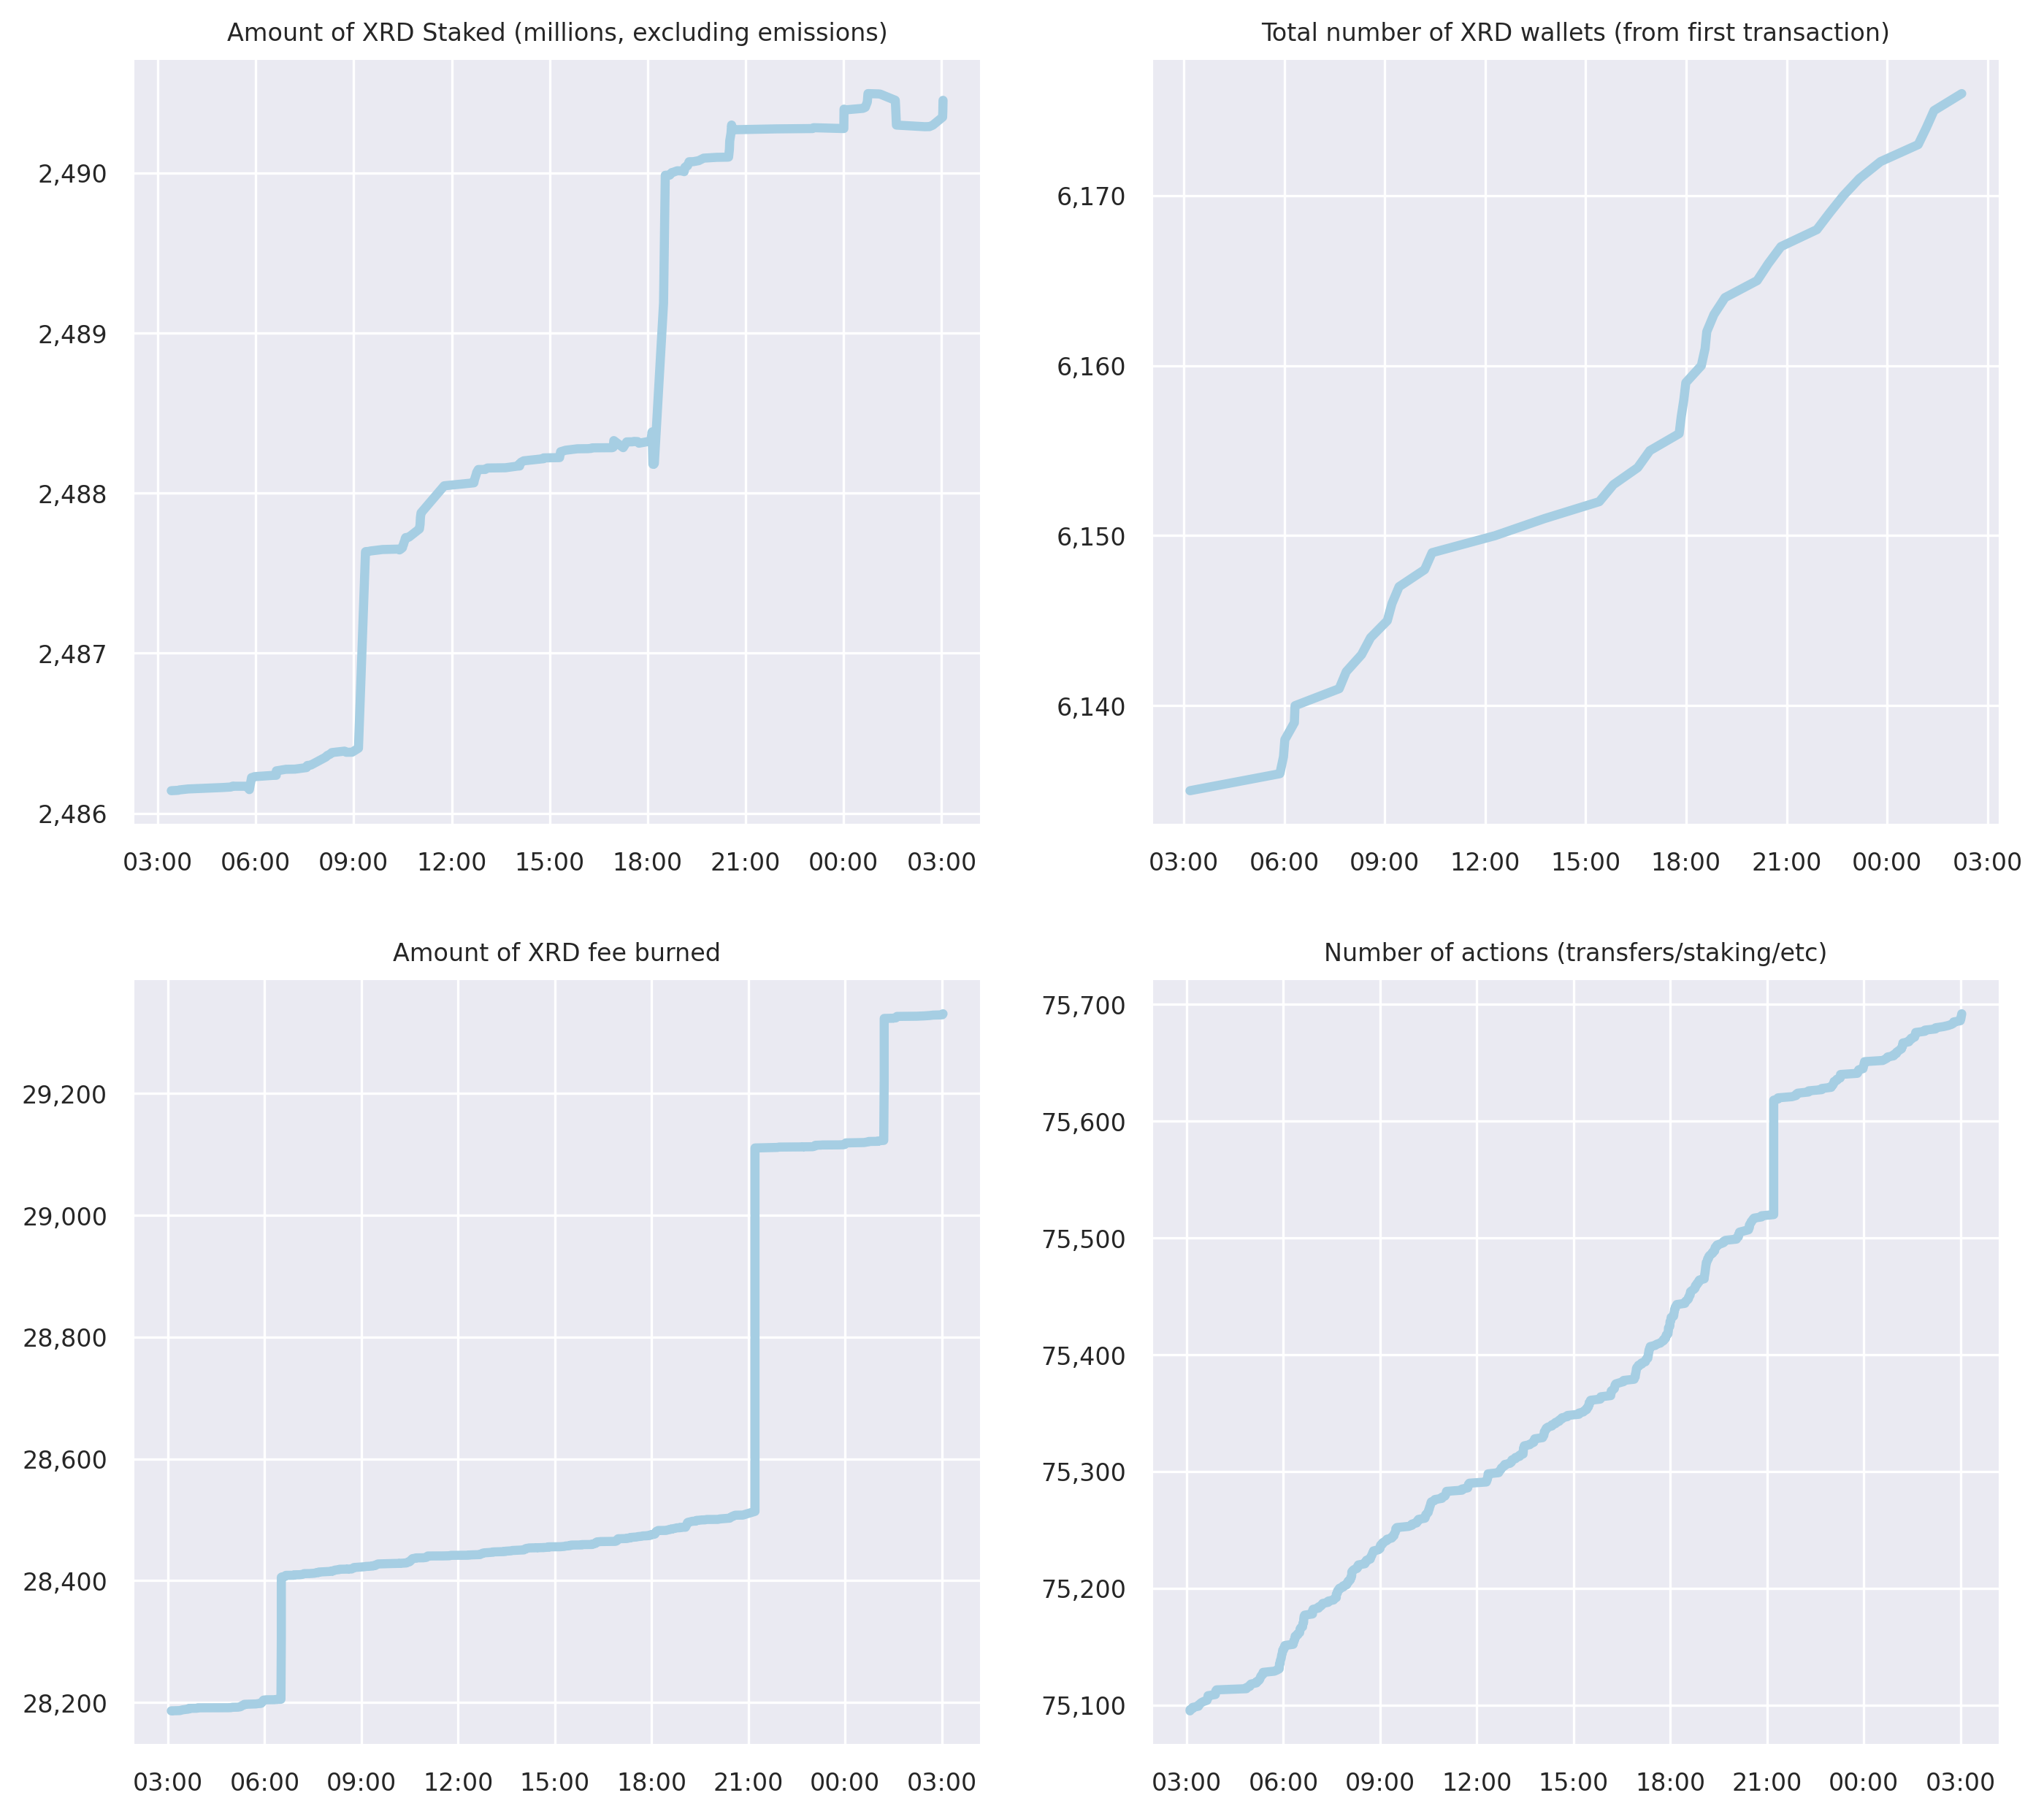 Amount of XRD Staked (millions, excluding emissions)
2,490
2,489
2,488
2,487
2,486
03:00 06:00 09:00 12:00 15:00 18:00 21:00 00:00 03:00
Total number of XRD wallets (from first transaction)
6,170
6,160
6,150
6,140
03:00 06:00 09:00 12:00 15:00 18:00 21:00 00:00 03:00
Amount of XRD fee burned
29,200
29,000
28,800
28,600
28,400
28,200
03:00 06:00 09:00 12:00 15:00 18:00 21:00 00:00 03:00
Number of actions (transfers/staking/etc)
75,700
75,600
75,500
75,400
75,300
75,200
75,100
03:00 06:00 09:00 12:00 15:00 18:00 21:00 00:00 03:00